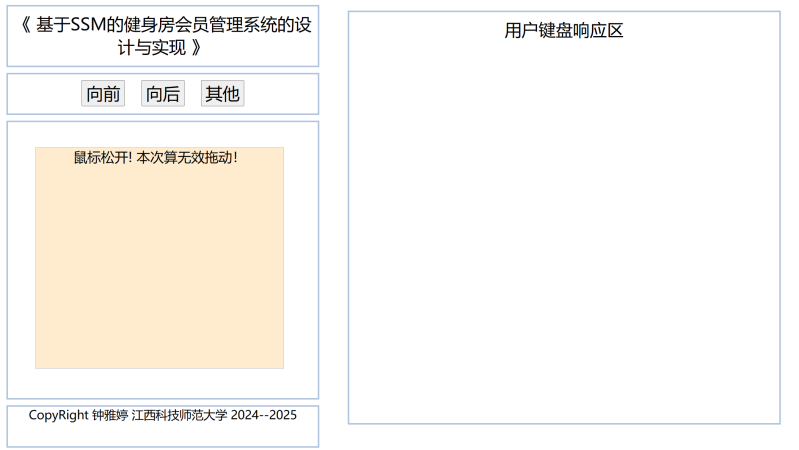 《 基于SSM的健身房会员管理系统的设
计与实现 》
向前 向后 其他
鼠标松开! 本次算无效拖动!
CopyRight 钟雅婷 江西科技师范大学 2024--2025
用户键盘响应区